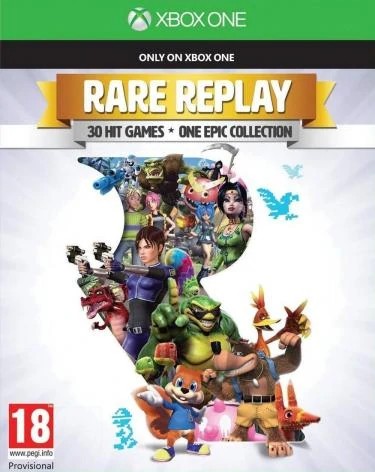 XBOX ONE
ONLY ON XBOX ONE
RARE REPLAY
30 HIT GAMES ★ ONE EPIC COLLECTION
18
www.pegi.info
Provisional